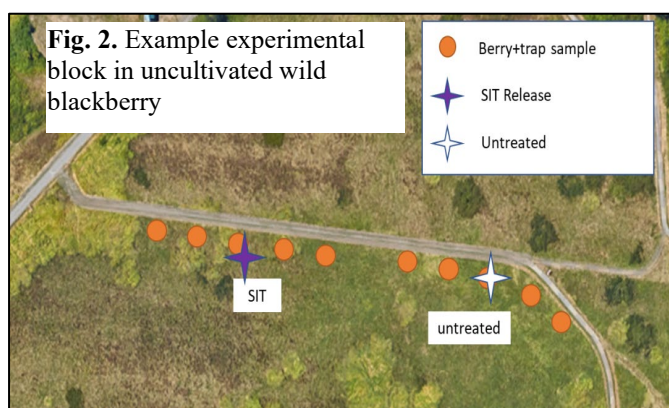 Fig. 2. Example experimental
block in uncultivated wild
blackberry
Berry+trap sample
SIT Release
Untreated
SIT
untreated